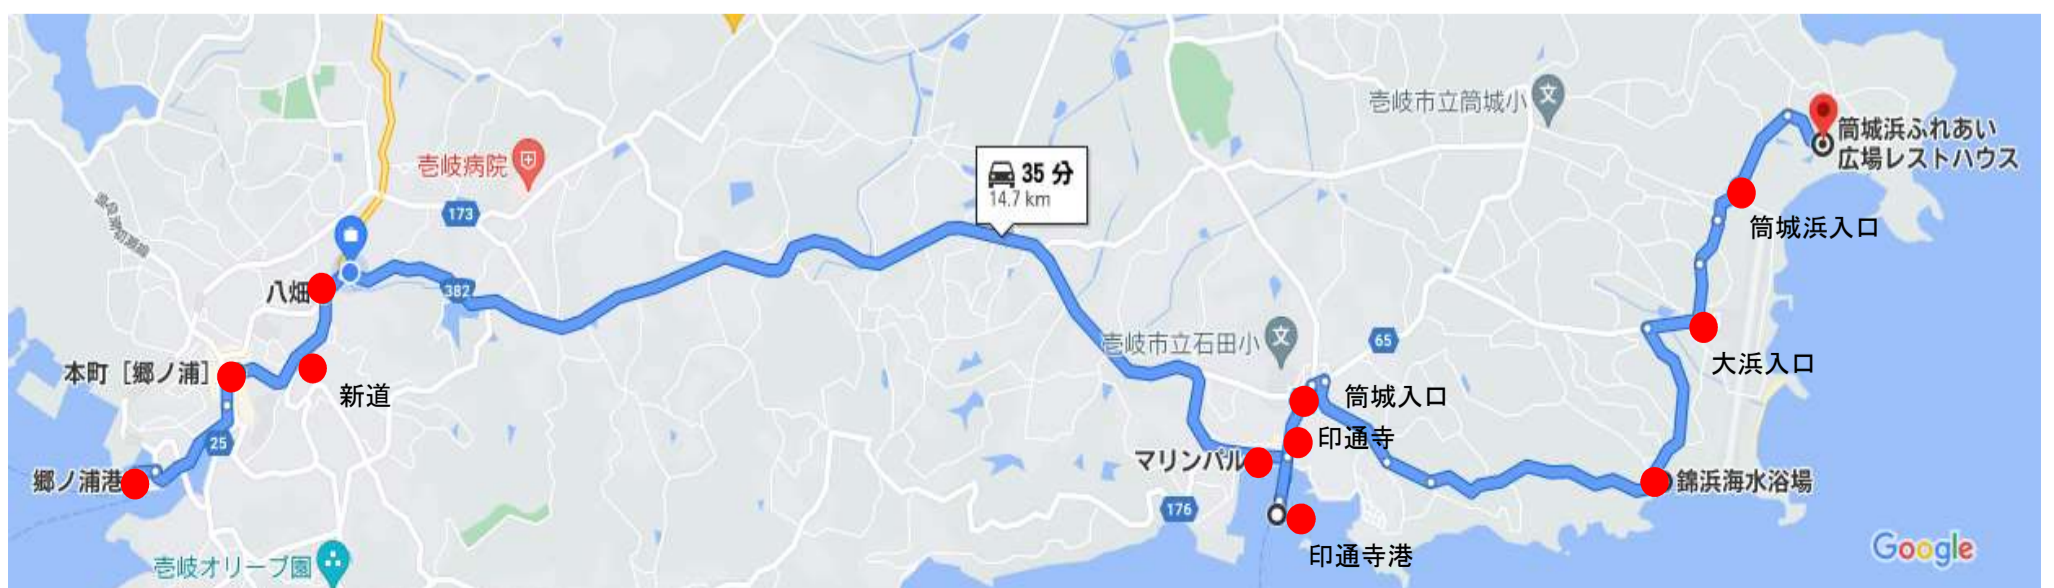 壱岐市立筒城小
筒城浜ふれあい
広場レストハウス
壱岐病院
35 分
14.7 km
173
筒城浜入口
八畑
382
壱岐市立石田小
65
大浜入口
本町［郷ノ浦］
新道
筒城入口
印通寺
25
マリンパル
郷ノ浦港
錦浜海水浴場
176
印通寺港
壱岐オリーブ園
Google